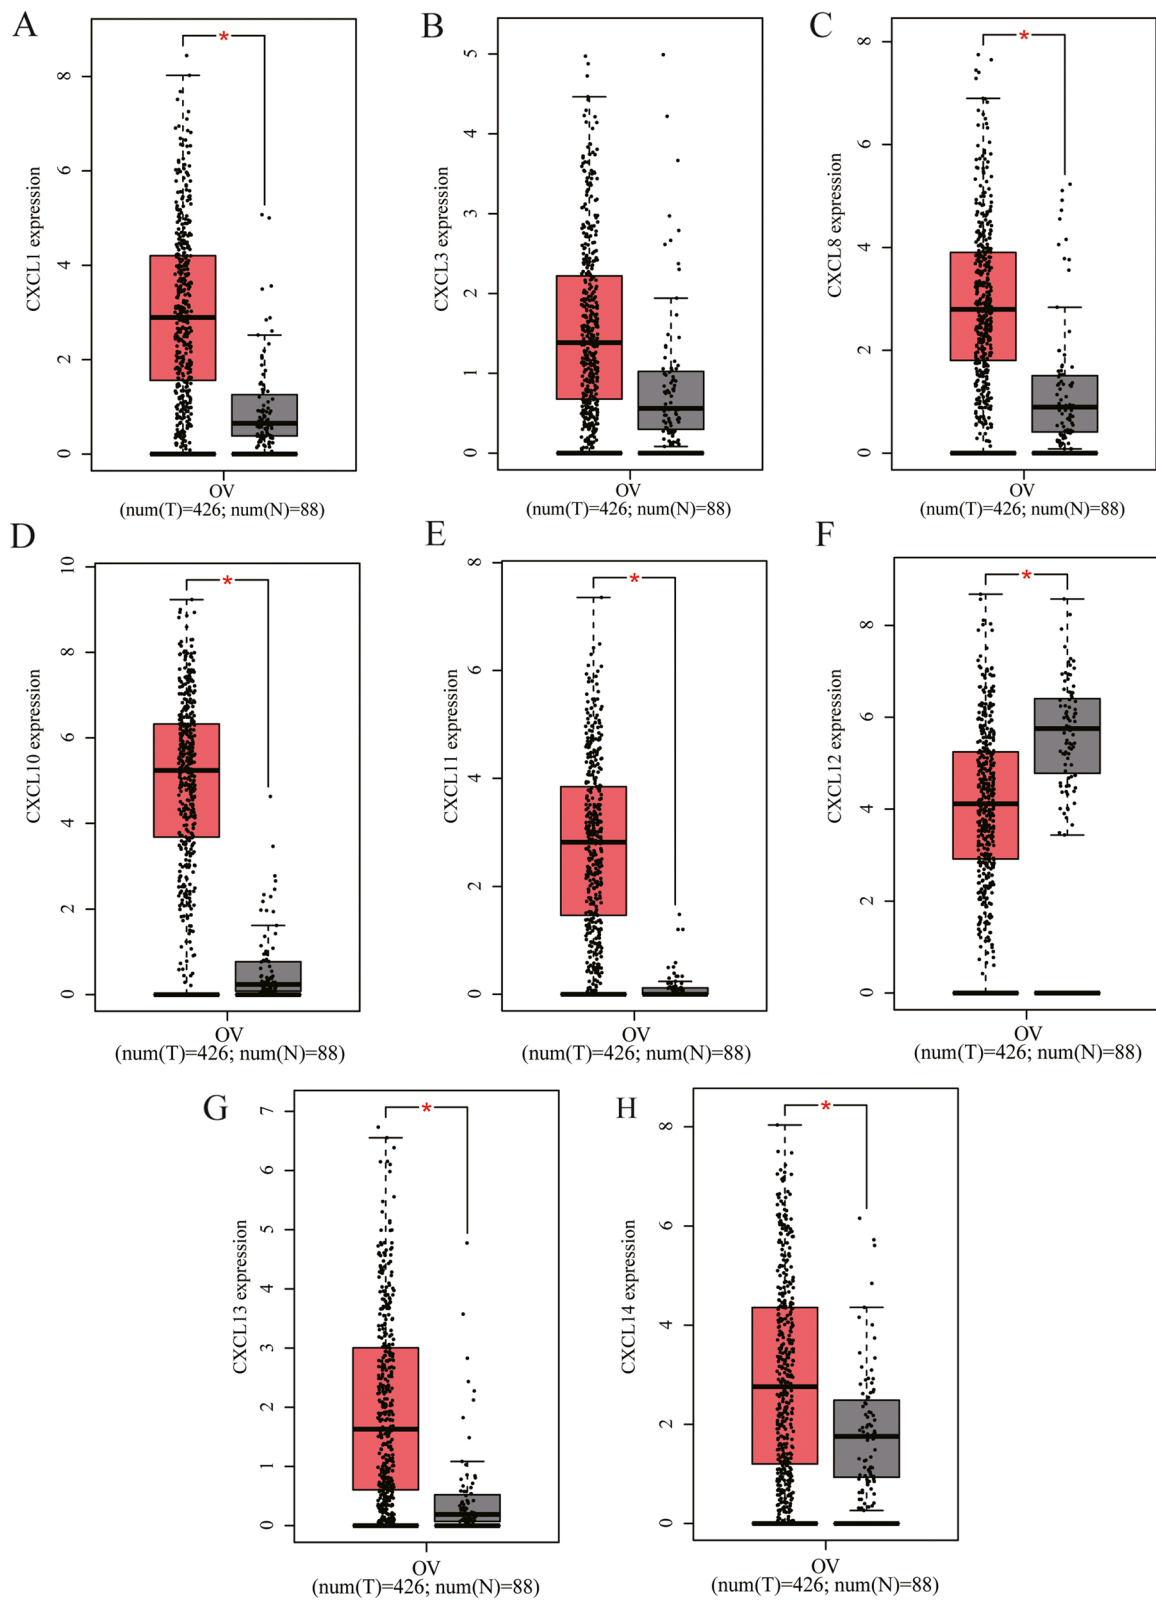 A
*
CXCL1 expression
0 2 4 6 8
OV
(num(T)=426; num(N)=88)
B
CXCL3 expression
0 1 2 3 4 5
OV
(num(T)=426; num(N)=88)
C
*
CXCL8 expression
0 2 4 6 8
OV
(num(T)=426; num(N)=88)
D
*
CXCL10 expression
0 2 4 6 8 10
OV
(num(T)=426; num(N)=88)
E
*
CXCL11 expression
0 2 4 6 8
OV
(num(T)=426; num(N)=88)
F
*
CXCL12 expression
0 2 4 6 8
OV
(num(T)=426; num(N)=88)
G
*
CXCL13 expression
0 1 2 3 4 5 6 7
OV
(num(T)=426; num(N)=88)
H
*
CXCL14 expression
0 2 4 6 8
OV
(num(T)=426; num(N)=88)